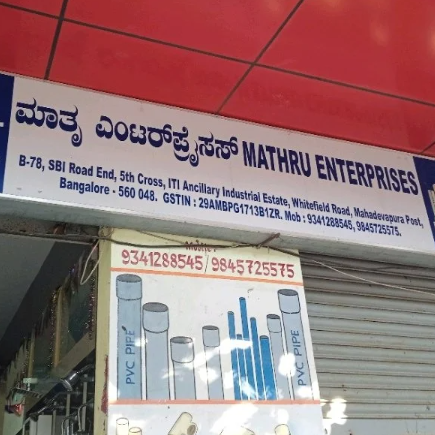 ಮಾತೃ ಎಂಟರ್‌ಪ್ರೈಸಸ್ MATHRU ENTERPRISES
B-78, SBI Road End, 5th Cross, ITI Ancillary Industrial Estate, Whitefield Road, Mahadevapura Post,
Bangalore - 560 048. GSTIN : 29AMBPG1713B1ZR. Mob : 9341288545, 9845725575.
Mobile :
9341288545 / 9845725575
PVC PIPE
PVC PIPE